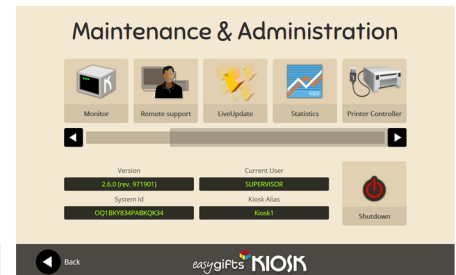 Maintenance & Administration
K
1000
Monitor
Remote support
LiveUpdate
Statistics
Printer Controller
Version
Current User
2.6.0 (rev. 971901)
SUPERVISOR
System Id
Kiosk Alias
OQ1BKY834PABKQK34
Kiosk1
Shutdown
Back
easygifts KIOSK